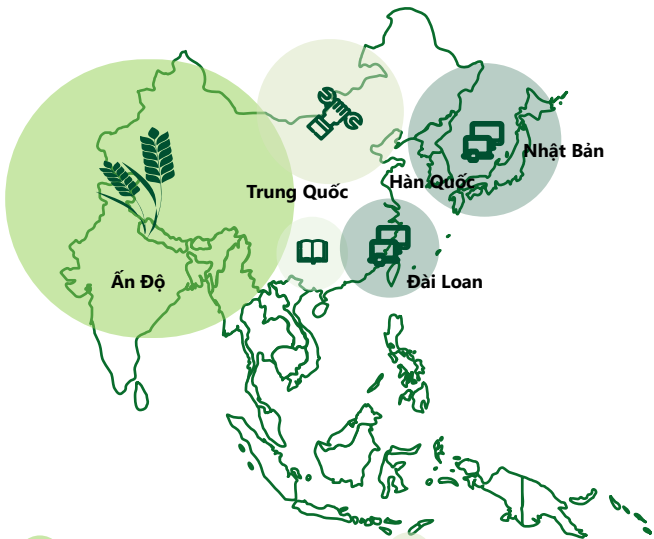 Nhật Bản
Trung Quốc
Hàn Quốc
Ấn Độ
Đài Loan